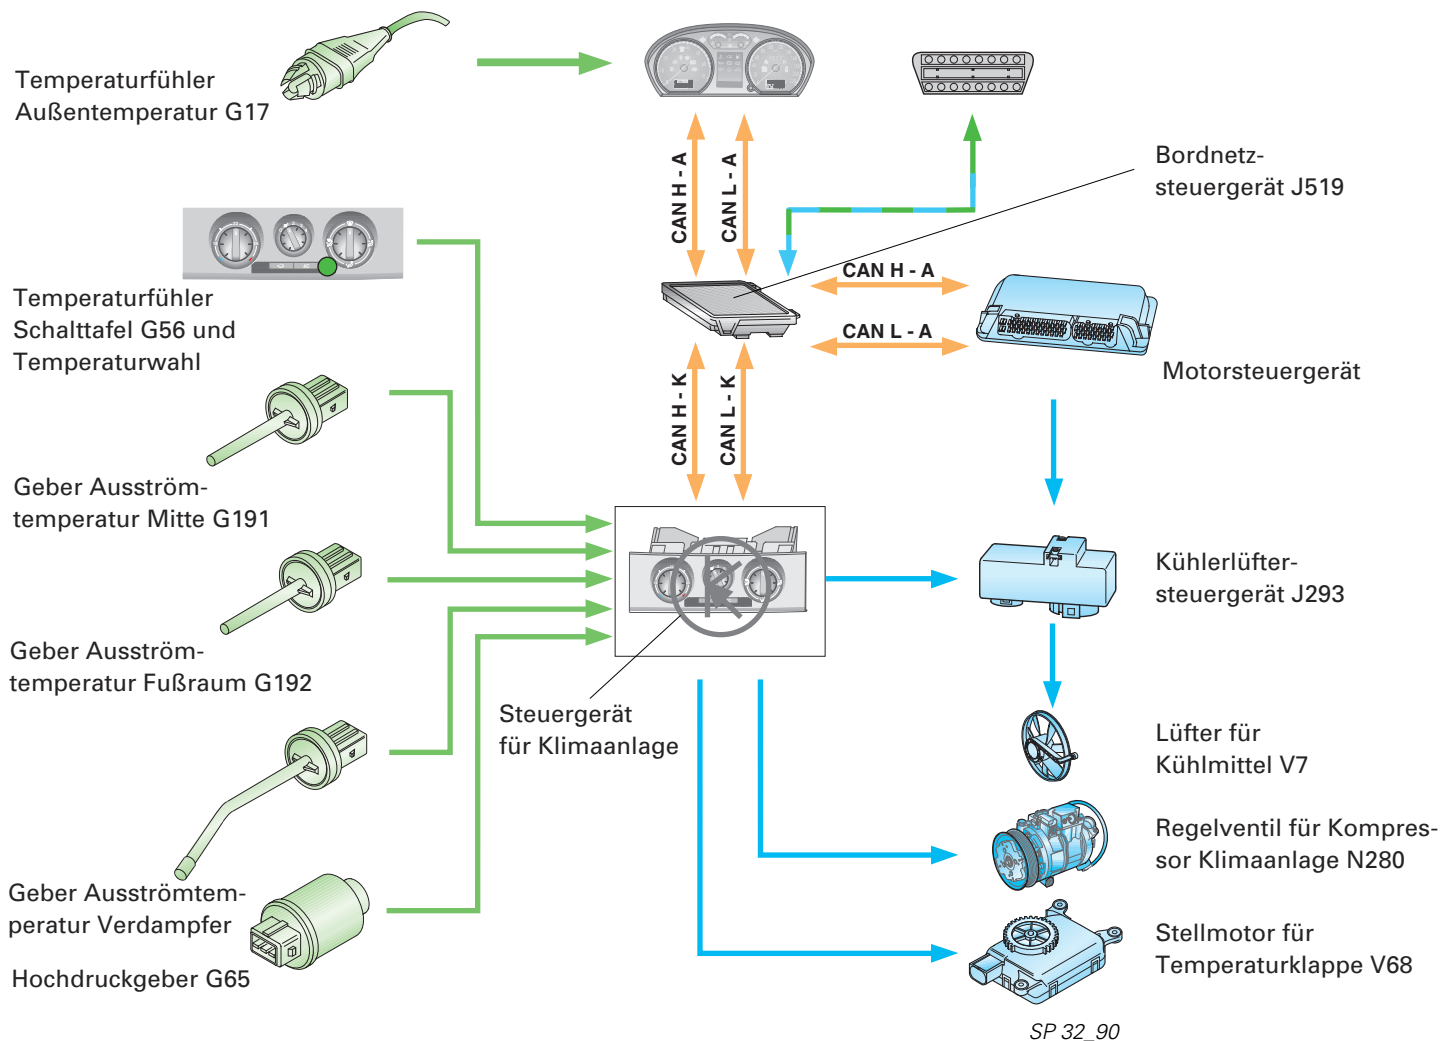 Temperaturfühler
Außentemperatur G17
CAN H - A
CAN L - A
Bordnetz-
steuergerät J519
Temperaturfühler
Schalttafel G56 und
Temperaturwahl
CAN H - A
CAN L - A
Motorsteuergerät
CAN H - K
CAN L - K
Geber Ausström-
temperatur Mitte G191
Kühlerlüfter-
steuergerät J293
Geber Ausström-
temperatur Fußraum G192
Steuergerät
für Klimaanlage
Lüfter für
Kühlmittel V7
Regelventil für Kompres-
sor Klimaanlage N280
Geber Ausströmtem-
peratur Verdampfer
Stellmotor für
Temperaturklappe V68
Hochdruckgeber G65
SP 32_90